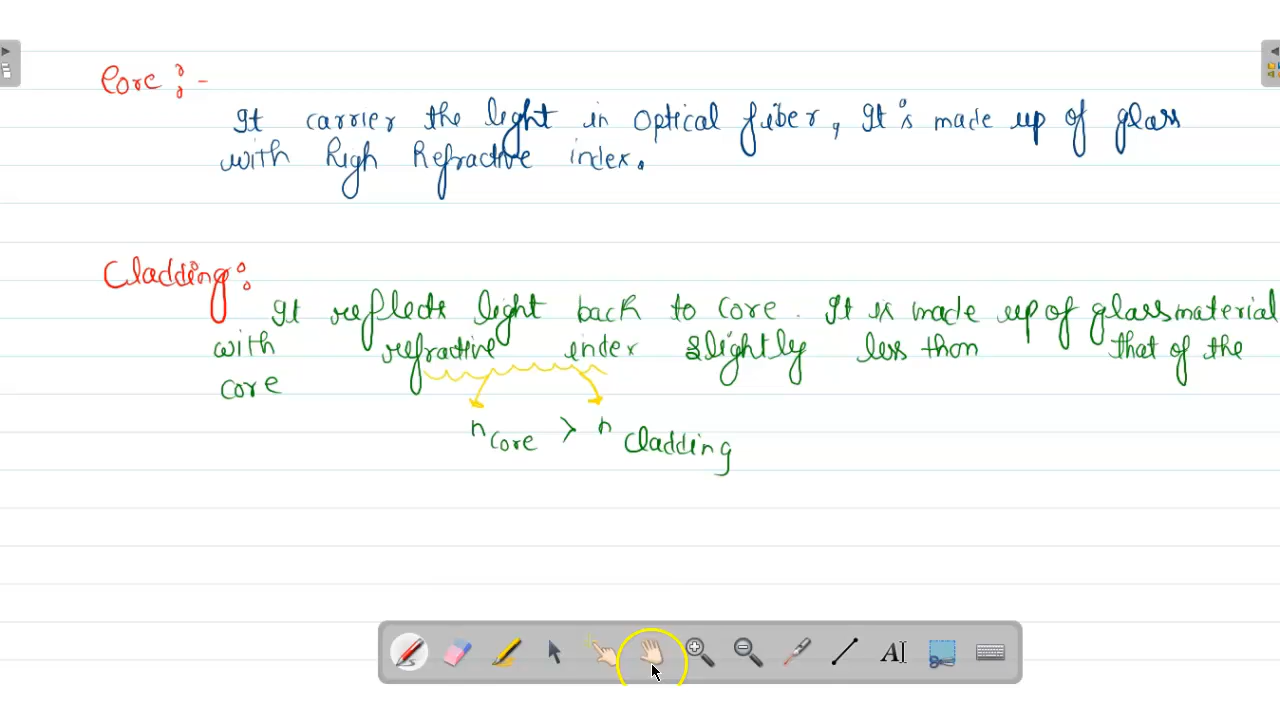 Core :-
It carrier the light in optical fiber, It is made up of glass
with high Refractive index.
Cladding:
It reflects light back to core. It is made up of glass material
with refractive index slightly less than that of the
core
n core > n cladding
AI